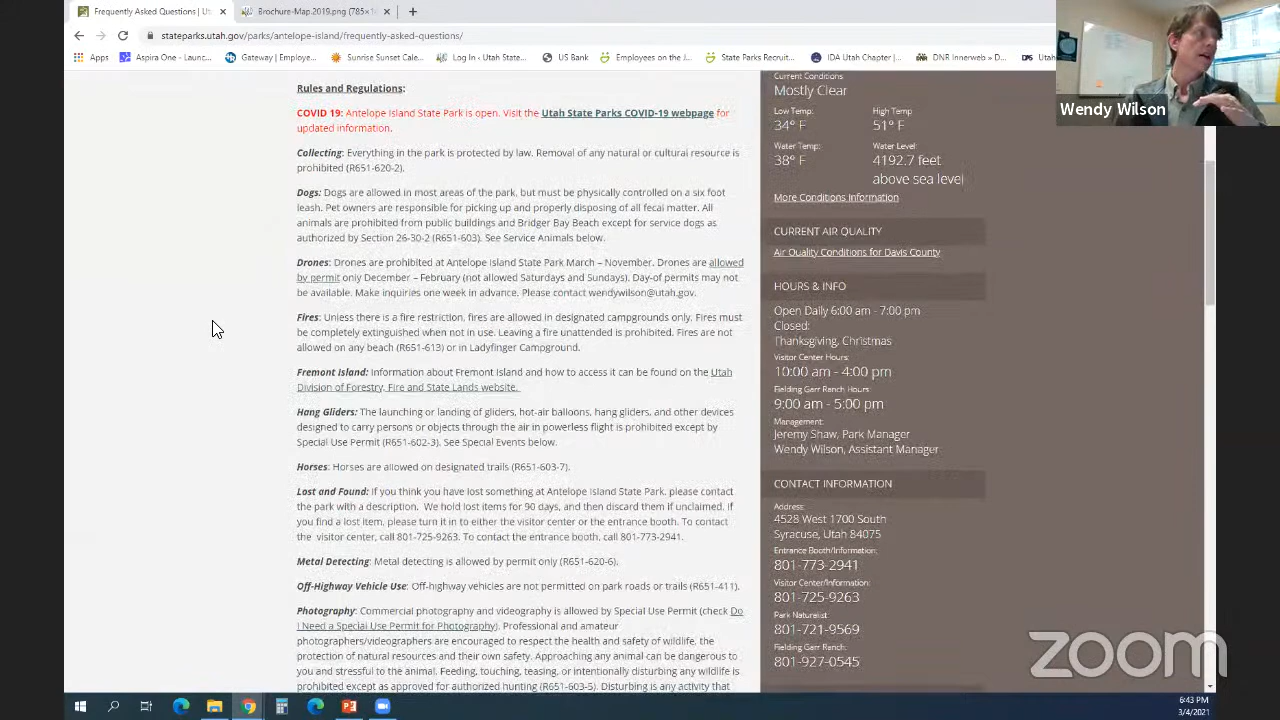 Frequently Asked Questions | Ut
Brochure-Map.2019.png (785×1
stateparks.utah.gov/parks/antelope-island/frequently-asked-questions/
Apps
Aspira One - Launc...
Gateway | Employe...
Sunrise Sunset Cale...
Log In ‹ Utah State...
US Bank
Employees on the J...
State Parks Recruit...
IDA Utah Chapter |...
DNR Innerweb » D...
Utah
Wendy Wilson
Rules and Regulations:
COVID 19: Antelope Island State Park is open. Visit the Utah State Parks COVID-19 webpage for
updated information.
Collecting: Everything in the park is protected by law. Removal of any natural or cultural resource is
prohibited (R651-620-2).
Dogs: Dogs are allowed in most areas of the park, but must be physically controlled on a six foot
leash. Pet owners are responsible for picking up and properly disposing of all fecal matter. All
animals are prohibited from public buildings and Bridger Bay Beach except for service dogs as
authorized by Section 26-30-2 (R651-603). See Service Animals below.
Drones: Drones are prohibited at Antelope Island State Park March – November. Drones are allowed
by permit only December – February (not allowed Saturdays and Sundays). Day-of permits may not
be available. Make inquiries one week in advance. Please contact wendywilson@utah.gov.
Fires: Unless there is a fire restriction, fires are allowed in designated campgrounds only. Fires must
be completely extinguished when not in use. Leaving a fire unattended is prohibited. Fires are not
allowed on any beach (R651-613) or in Ladyfinger Campground.
Fremont Island: Information about Fremont Island and how to access it can be found on the Utah
Division of Forestry, Fire and State Lands website.
Hang Gliders: The launching or landing of gliders, hot-air balloons, hang gliders, and other devices
designed to carry persons or objects through the air in powerless flight is prohibited except by
Special Use Permit (R651-602-3). See Special Events below.
Horses: Horses are allowed on designated trails (R651-603-7).
Lost and Found: If you think you have lost something at Antelope Island State Park, please contact
the park with a description. We hold lost items for 90 days, and then discard them if unclaimed. If
you find a lost item, please turn it in to either the visitor center or the entrance booth. To contact
the visitor center, call 801-725-9263. To contact the entrance booth, call 801-773-2941.
Metal Detecting: Metal detecting is allowed by permit only (R651-620-6).
Off-Highway Vehicle Use: Off-highway vehicles are not permitted on park roads or trails (R651-411).
Photography: Commercial photography and videography is allowed by Special Use Permit (check Do
I Need a Special Use Permit for Photography). Professional and amateur
photographers/videographers are encouraged to respect the health and safety of wildlife, the
protection of natural resources and their own safety. Approaching any animal can be dangerous to
you and stressful to the animal. Feeding, touching, teasing, or intentionally disturbing any wildlife is
prohibited except as approved for authorized hunting (R651-603-5). Disturbing is any activity that
Current Conditions
Mostly Clear
Low Temp:
High Temp
34° F
51° F
Water Temp:
Water Level:
38° F
4192.7 feet
above sea level
More Conditions Information
CURRENT AIR QUALITY
Air Quality Conditions for Davis County
HOURS & INFO
Open Daily 6:00 am - 7:00 pm
Closed:
Thanksgiving, Christmas
Visitor Center Hours:
10:00 am - 4:00 pm
Fielding Garr Ranch Hours:
9:00 am - 5:00 pm
Management:
Jeremy Shaw, Park Manager
Wendy Wilson, Assistant Manager
CONTACT INFORMATION
Address:
4528 West 1700 South
Syracuse, Utah 84075
Entrance Booth/Information:
801-773-2941
Visitor Center/Information:
801-725-9263
Park Naturalist:
801-721-9569
Fielding Garr Ranch:
801-927-0545
zoom
6:43 PM
3/4/2021